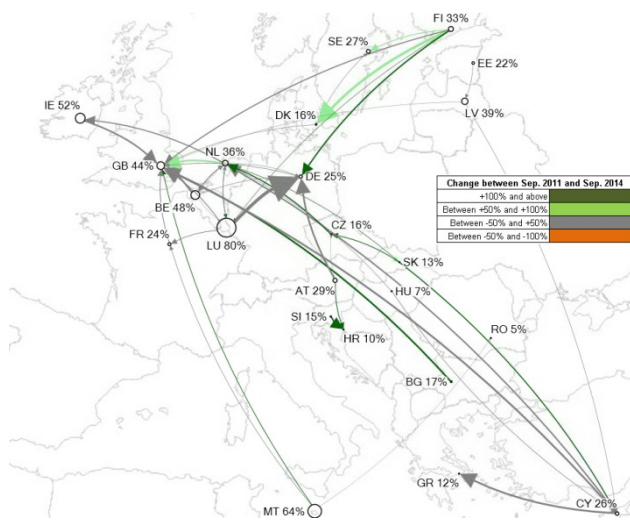 FI 33%
SE 27%
EE 22%
IE 52%
DK 16%
LV 39%
NL 36%
GB 44%
DE 25%
BE 48%
FR 24%
LU 80%
CZ 16%
SK 13%
AT 29%
HU 7%
SI 15%
HR 10%
RO 5%
BG 17%
GR 12%
CY 26%
MT 64%
Change between Sep. 2011 and Sep. 2014
+100% and above
Between +50% and +100%
Between -50% and +50%
Between -50% and -100%